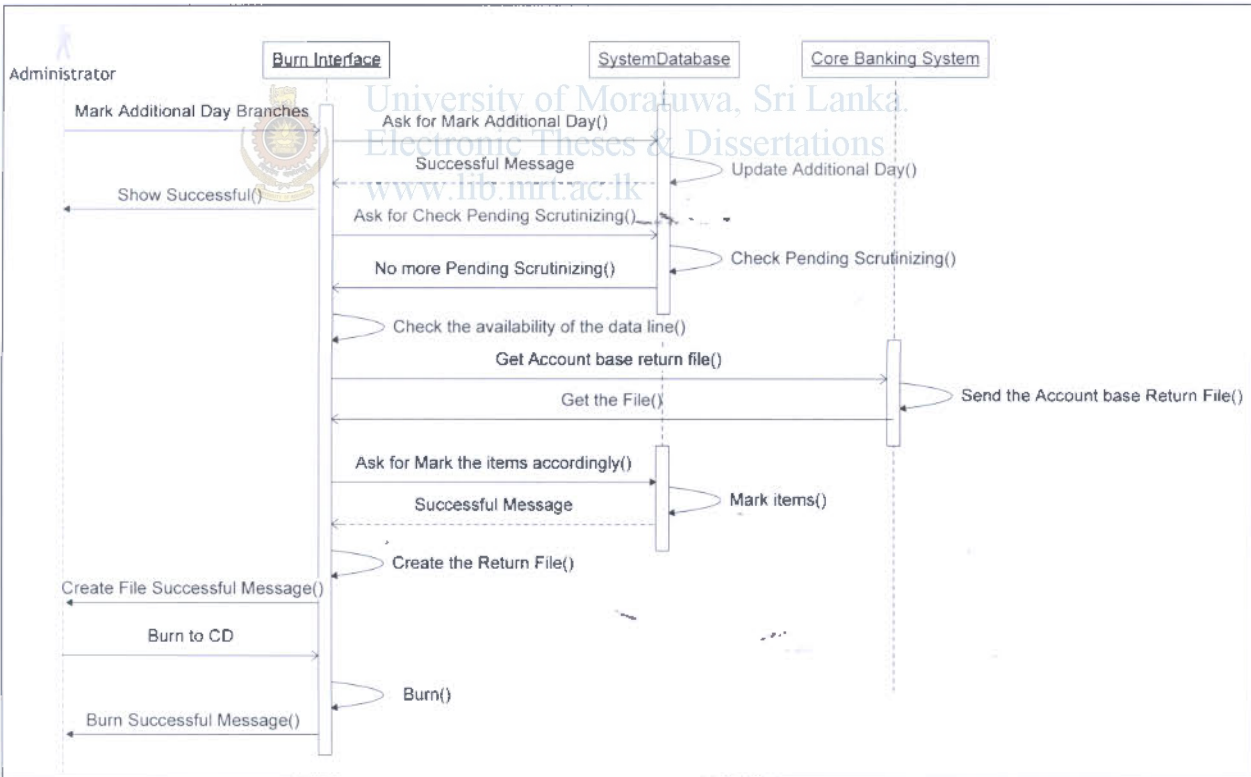 Administrator
Burn Interface
SystemDatabase
Core Banking System
University of Moratuwa, Sri Lanka.
Electronic Theses & Dissertations
www.lib.mrt.ac.lk
Mark Additional Day Branches
Ask for Mark Additional Day()
Successful Message
Update Additional Day()
Show Successful()
Ask for Check Pending Scrutinizing()
Check Pending Scrutinizing()
No more Pending Scrutinizing()
Check the availability of the data line()
Get Account base return file()
Send the Account base Return File()
Get the File()
Ask for Mark the items accordingly()
Mark items()
Successful Message
Create the Return File()
Create File Successful Message()
Burn to CD
Burn()
Burn Successful Message()